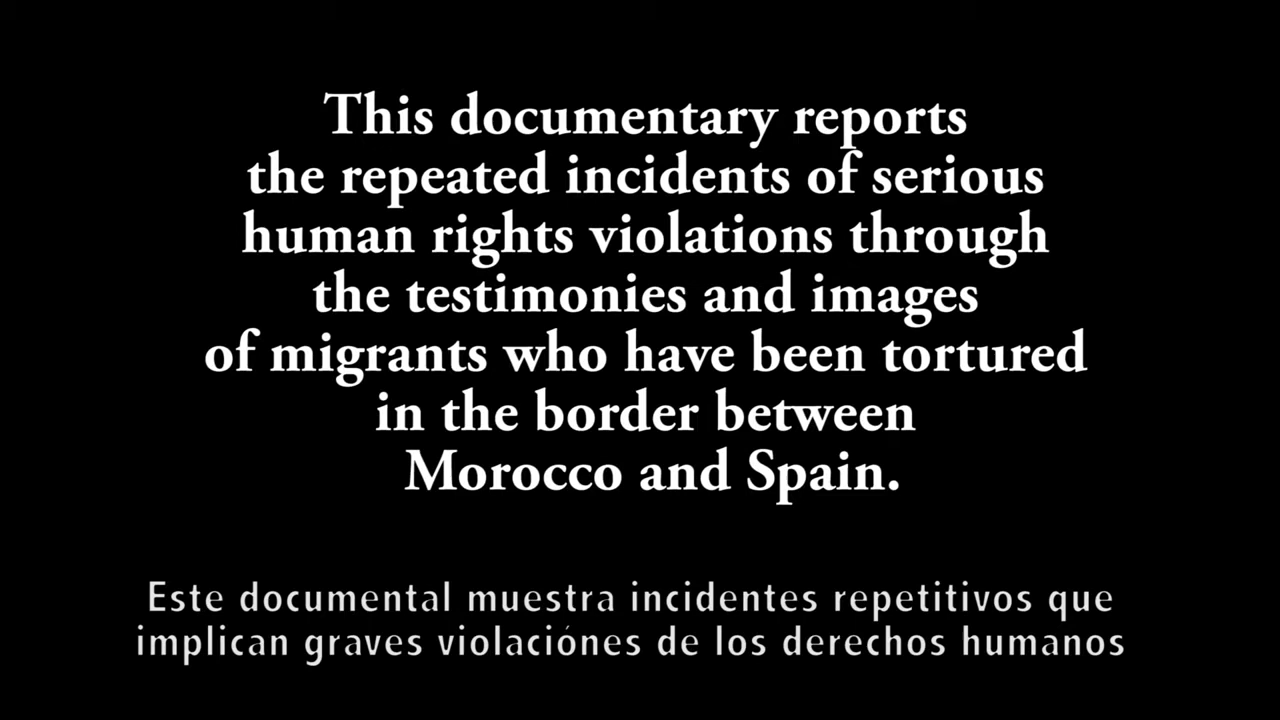 This documentary reports
the repeated incidents of serious
human rights violations through
the testimonies and images
of migrants who have been tortured
in the border between
Morocco and Spain.
Este documental muestra incidentes repetitivos que
implican graves violaciónes de los derechos humanos